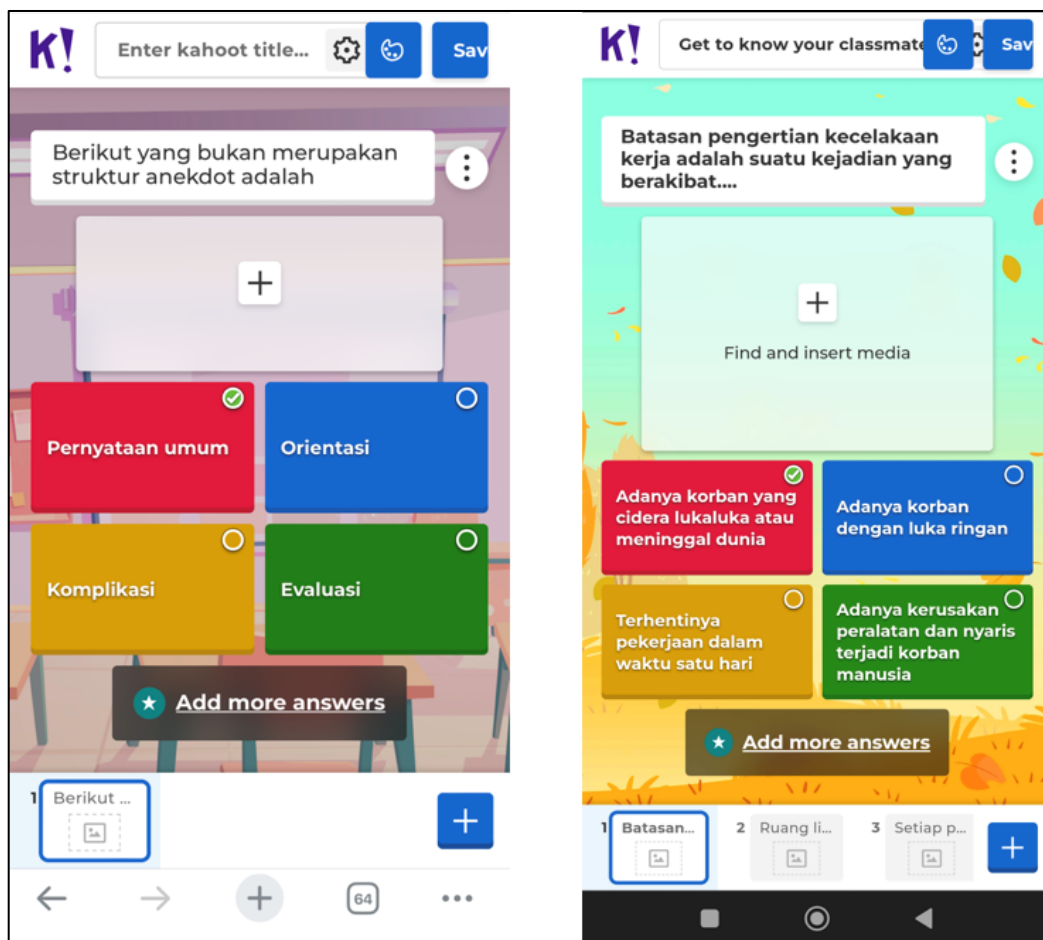 K!
Enter kahoot title...
Sav
Berikut yang bukan merupakan
struktur anekdot adalah
Pernyataan umum
Orientasi
Komplikasi
Evaluasi
Add more answers
1
Berikut ...
64
K!
Get to know your classmate
Sav
Batasan pengertian kecelakaan
kerja adalah suatu kejadian yang
berakibat....
Find and insert media
Adanya korban yang
cidera lukaluka atau
meninggal dunia
Adanya korban
dengan luka ringan
Terhentinya
pekerjaan dalam
waktu satu hari
Adanya kerusakan
peralatan dan nyaris
terjadi korban
manusia
Add more answers
1 Batasan...
2 Ruang li...
3 Setiap p...